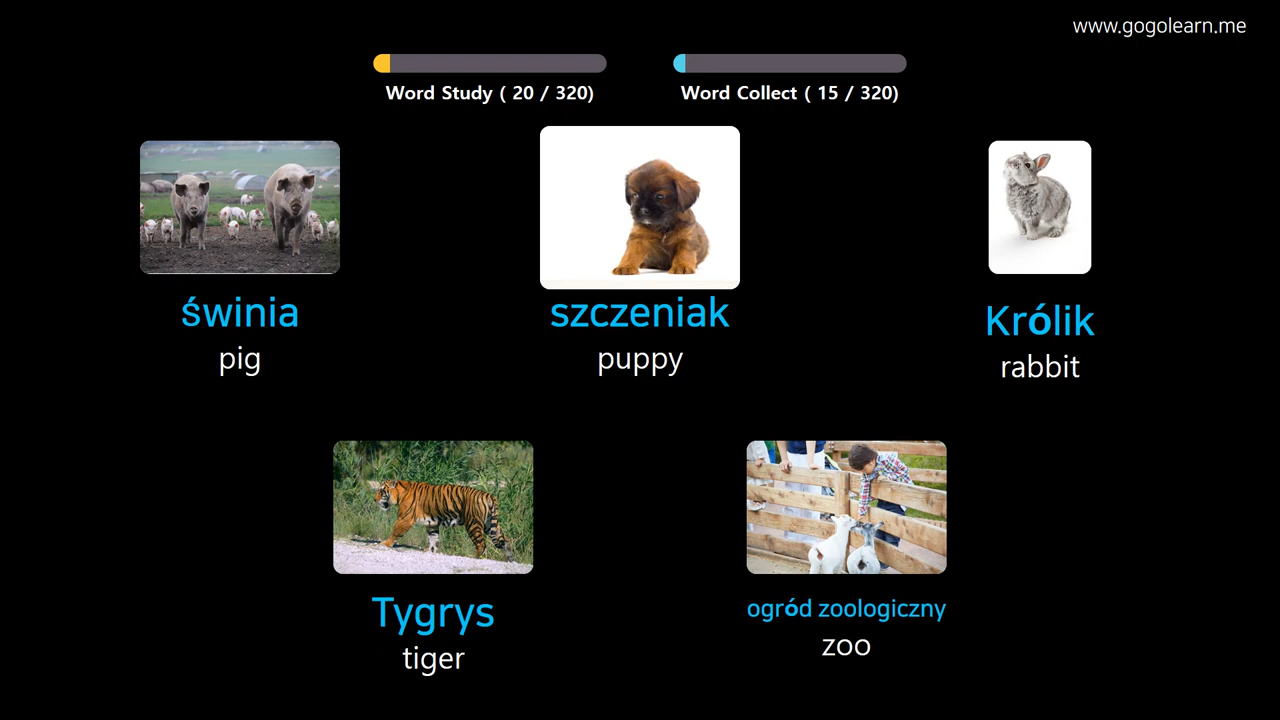 www.gogolearn.me
Word Study ( 20 / 320)
Word Collect ( 15 / 320)
świnia
pig
szczeniak
puppy
Królik
rabbit
Tygrys
tiger
ogród zoologiczny
zoo